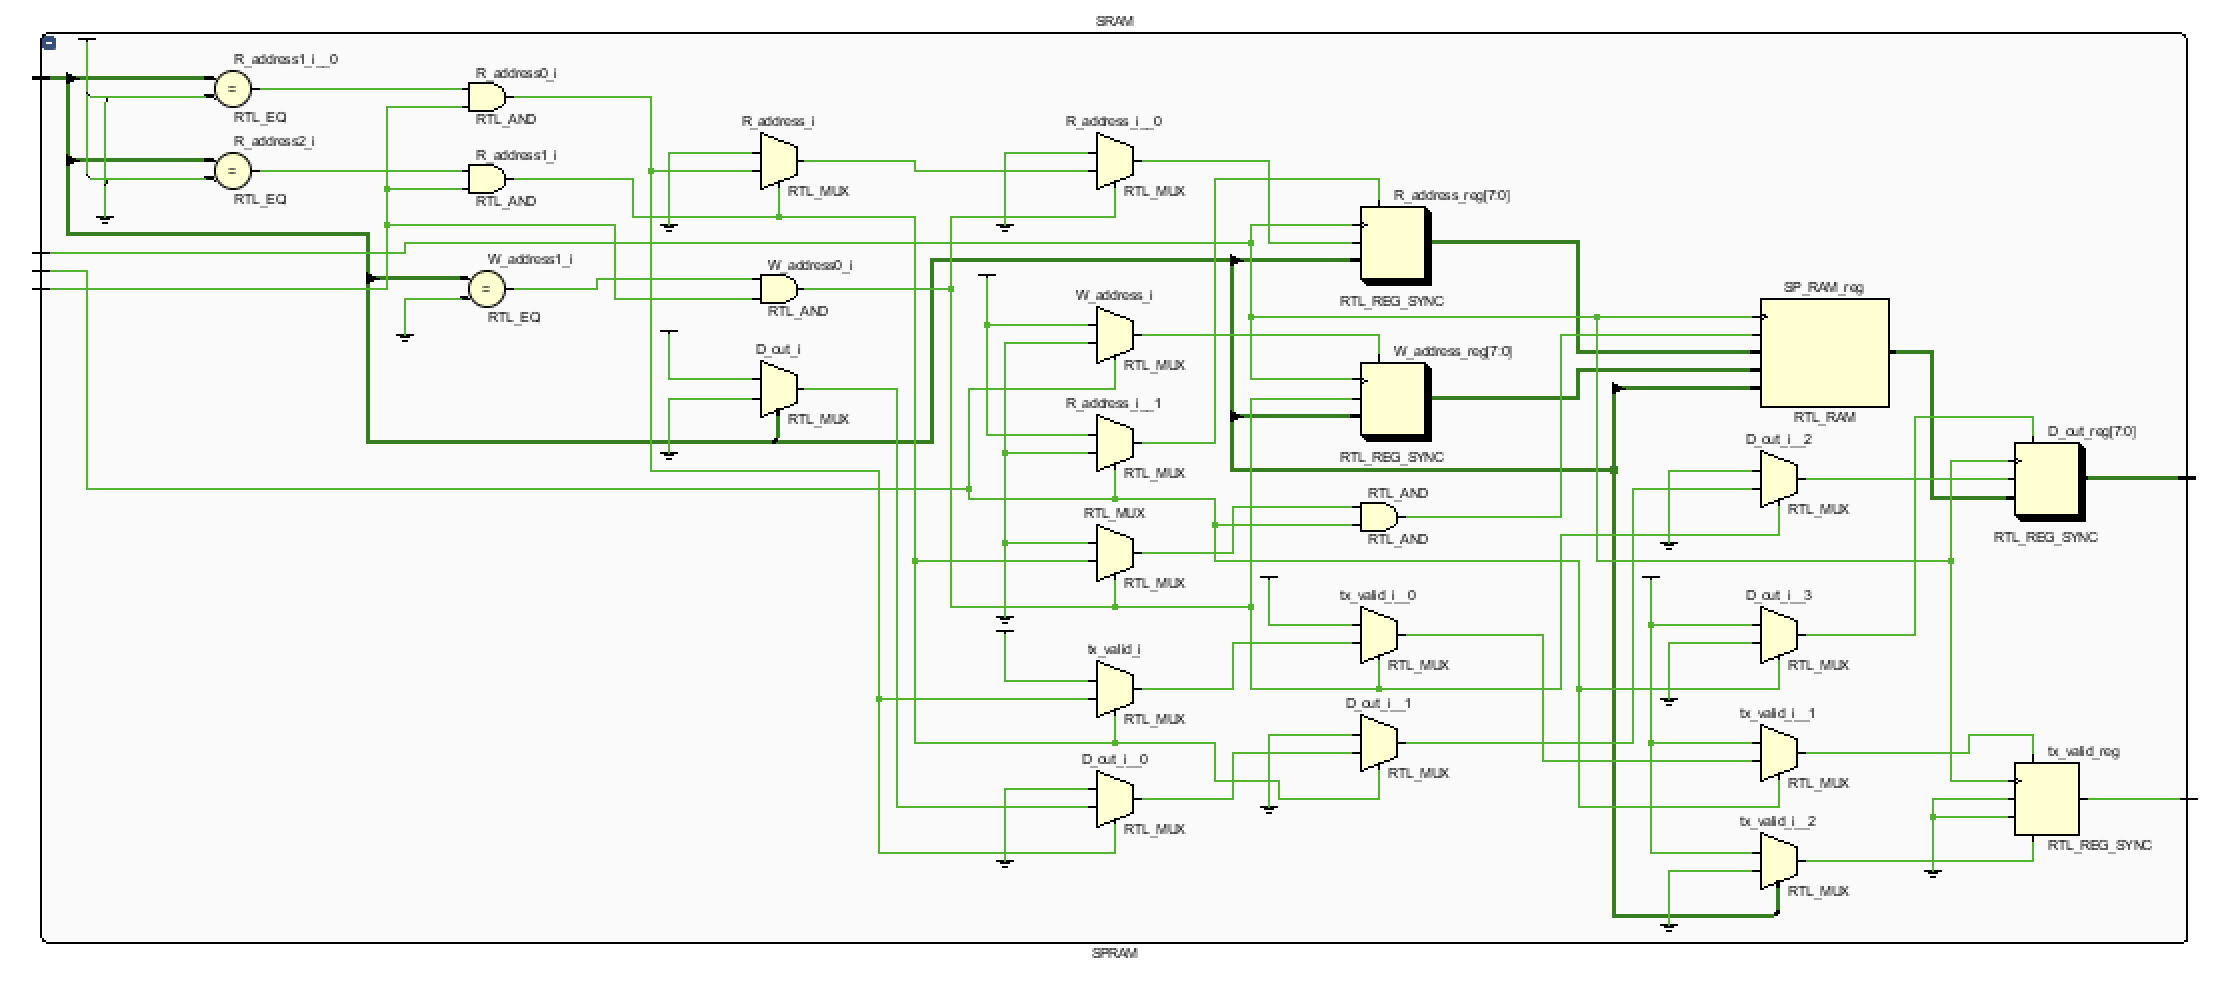 SRAM
R_address1_i__0
=
RTL_EQ
R_address2_i
=
RTL_EQ
R_address0_i
RTL_AND
R_address1_i
RTL_AND
W_address1_i
=
RTL_EQ
R_address_i
RTL_MUX
W_address0_i
RTL_AND
D_out_i
RTL_MUX
R_address_i__0
RTL_MUX
W_address_i
RTL_MUX
R_address_i__1
RTL_MUX
RTL_MUX
RTL_MUX
tx_valid_i
RTL_MUX
D_out_i__0
RTL_MUX
R_address_reg[7:0]
RTL_REG_SYNC
W_address_reg[7:0]
RTL_REG_SYNC
RTL_AND
RTL_AND
tx_valid_i__0
RTL_MUX
D_out_i__1
RTL_MUX
SP_RAM_reg
RTL_RAM
D_out_i__2
RTL_MUX
D_out_i__3
RTL_MUX
tx_valid_i__1
RTL_MUX
tx_valid_i__2
RTL_MUX
D_out_reg[7:0]
RTL_REG_SYNC
tx_valid_reg
RTL_REG_SYNC
SPRAM